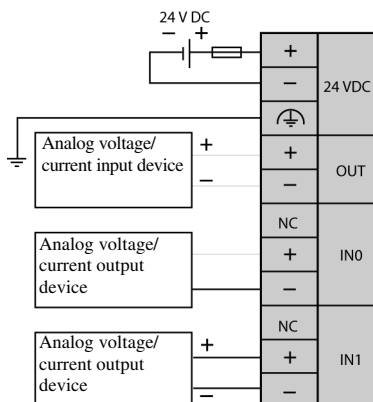 24 V DC
− +
+
−
24 VDC
Analog voltage/
current input device
+
−
+
−
OUT
NC
Analog voltage/
current output
device
+
−
IN0
NC
Analog voltage/
current output
device
+
−
+
−
IN1